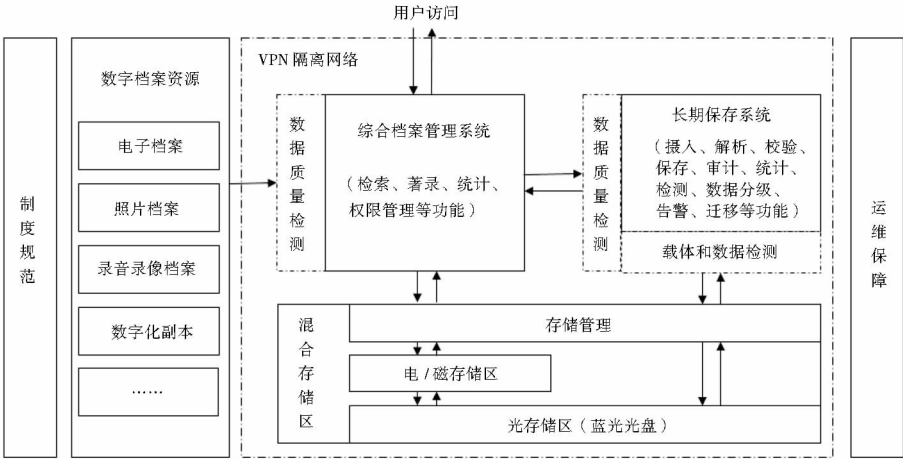 用户访问
制度规范
数字档案资源
电子档案
照片档案
录音录像档案
数字化副本
……
VPN 隔离网络
数据质量检测
综合档案管理系统
（检索、著录、统计、
权限管理等功能）
数据质量检测
长期保存系统
（摄入、解析、校验、
保存、审计、统计、
检测、数据分级、
告警、迁移等功能）
载体和数据检测
混合存储区
存储管理
电 / 磁存储区
光存储区（蓝光光盘）
运维保障